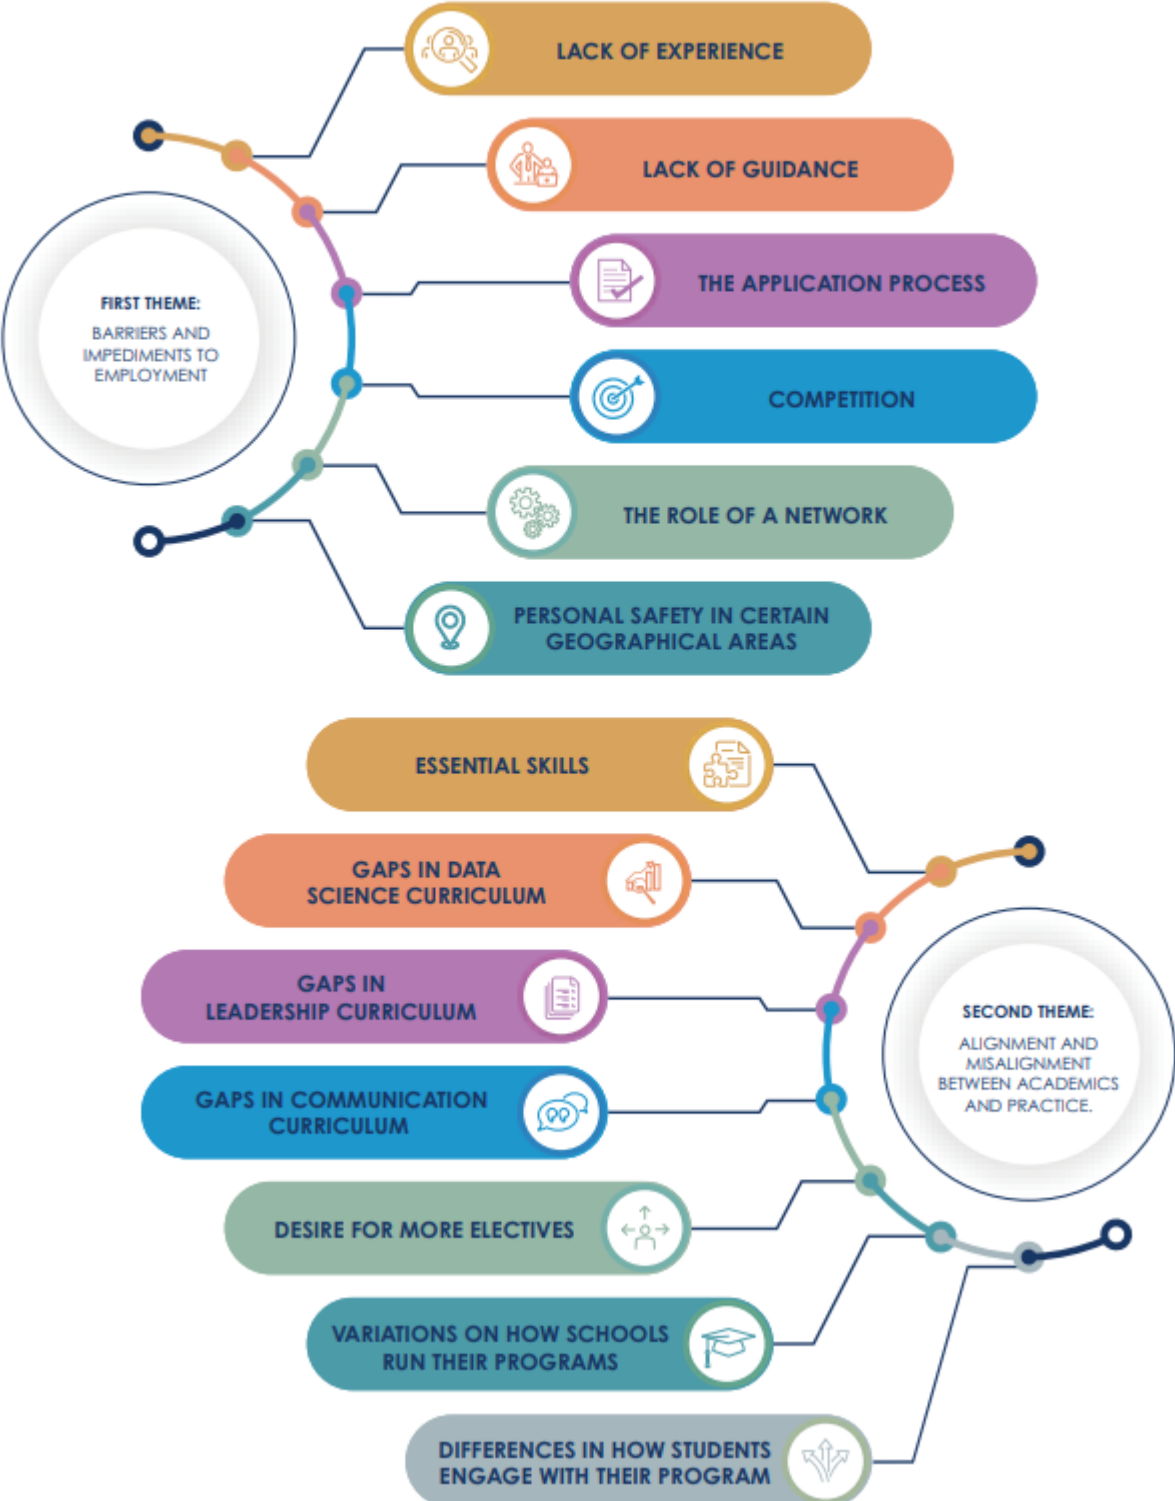 LACK OF EXPERIENCE
LACK OF GUIDANCE
THE APPLICATION PROCESS
FIRST THEME:
BARRIERS AND
IMPEDIMENTS TO
EMPLOYMENT
COMPETITION
THE ROLE OF A NETWORK
PERSONAL SAFETY IN CERTAIN
GEOGRAPHICAL AREAS
ESSENTIAL SKILLS
GAPS IN DATA
SCIENCE CURRICULUM
GAPS IN
LEADERSHIP CURRICULUM
SECOND THEME:
ALIGNMENT AND
MISALIGNMENT
BETWEEN ACADEMICS
AND PRACTICE.
GAPS IN COMMUNICATION
CURRICULUM
DESIRE FOR MORE ELECTIVES
VARIATIONS ON HOW SCHOOLS
RUN THEIR PROGRAMS
DIFFERENCES IN HOW STUDENTS
ENGAGE WITH THEIR PROGRAM